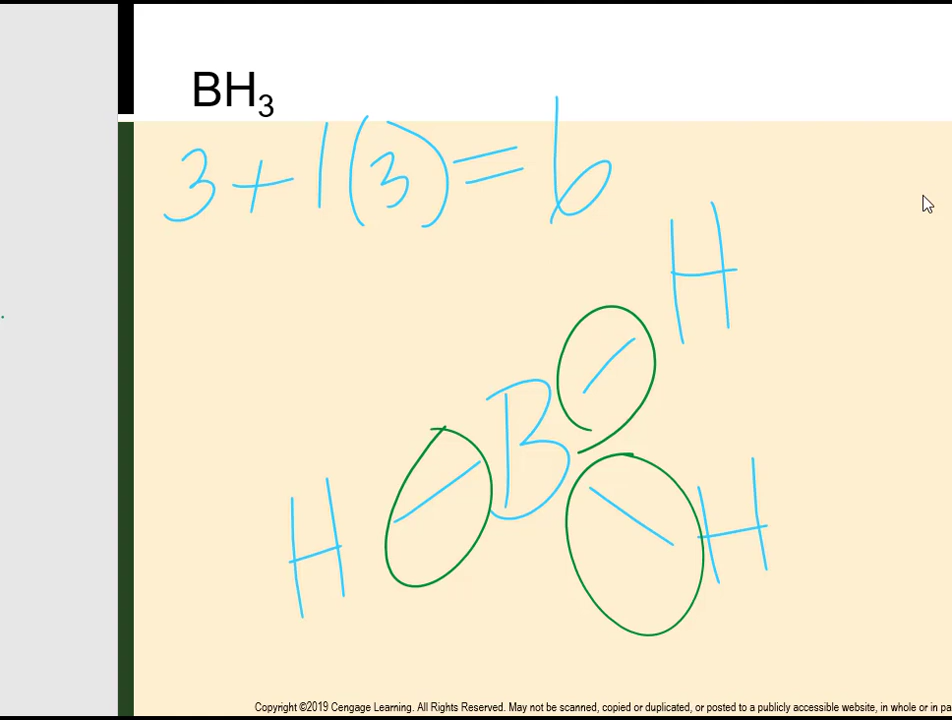 BH₃
3 + 1(3) = 6
H
B
H
H
Copyright ©2019 Cengage Learning. All Rights Reserved. May not be scanned, copied or duplicated, or posted to a publicly accessible website, in whole or in pa